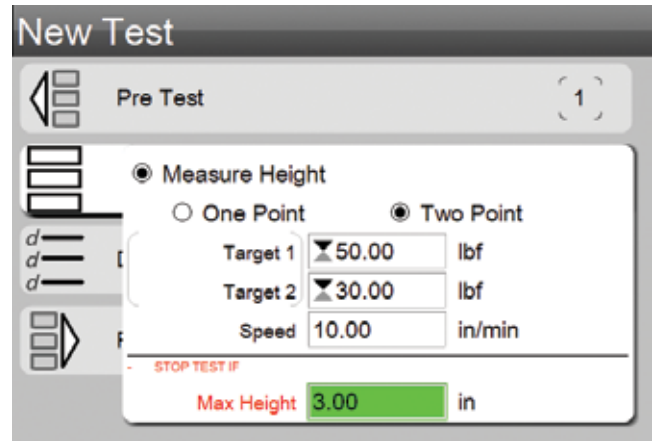 New Test
Pre Test 1
Measure Height
One Point Two Point
Target 1 50.00 lbf
Target 2 30.00 lbf
Speed 10.00 in/min
- STOP TEST IF
Max Height 3.00 in
d
d
d